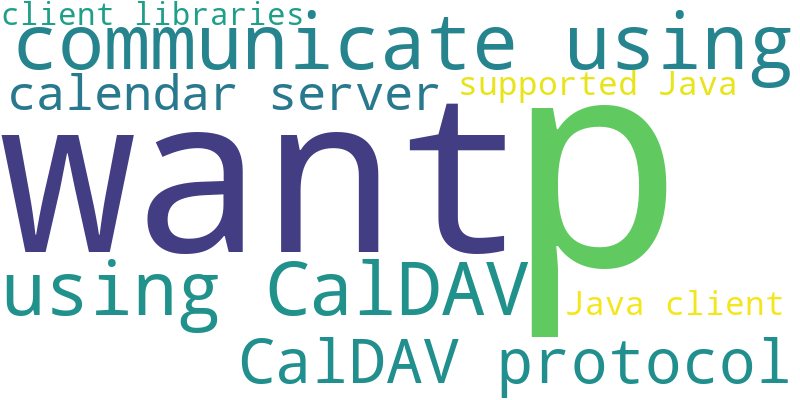 client libraries
communicate using
calendar server
supported Java
want
p
using CalDAV
Java client
CalDAV protocol